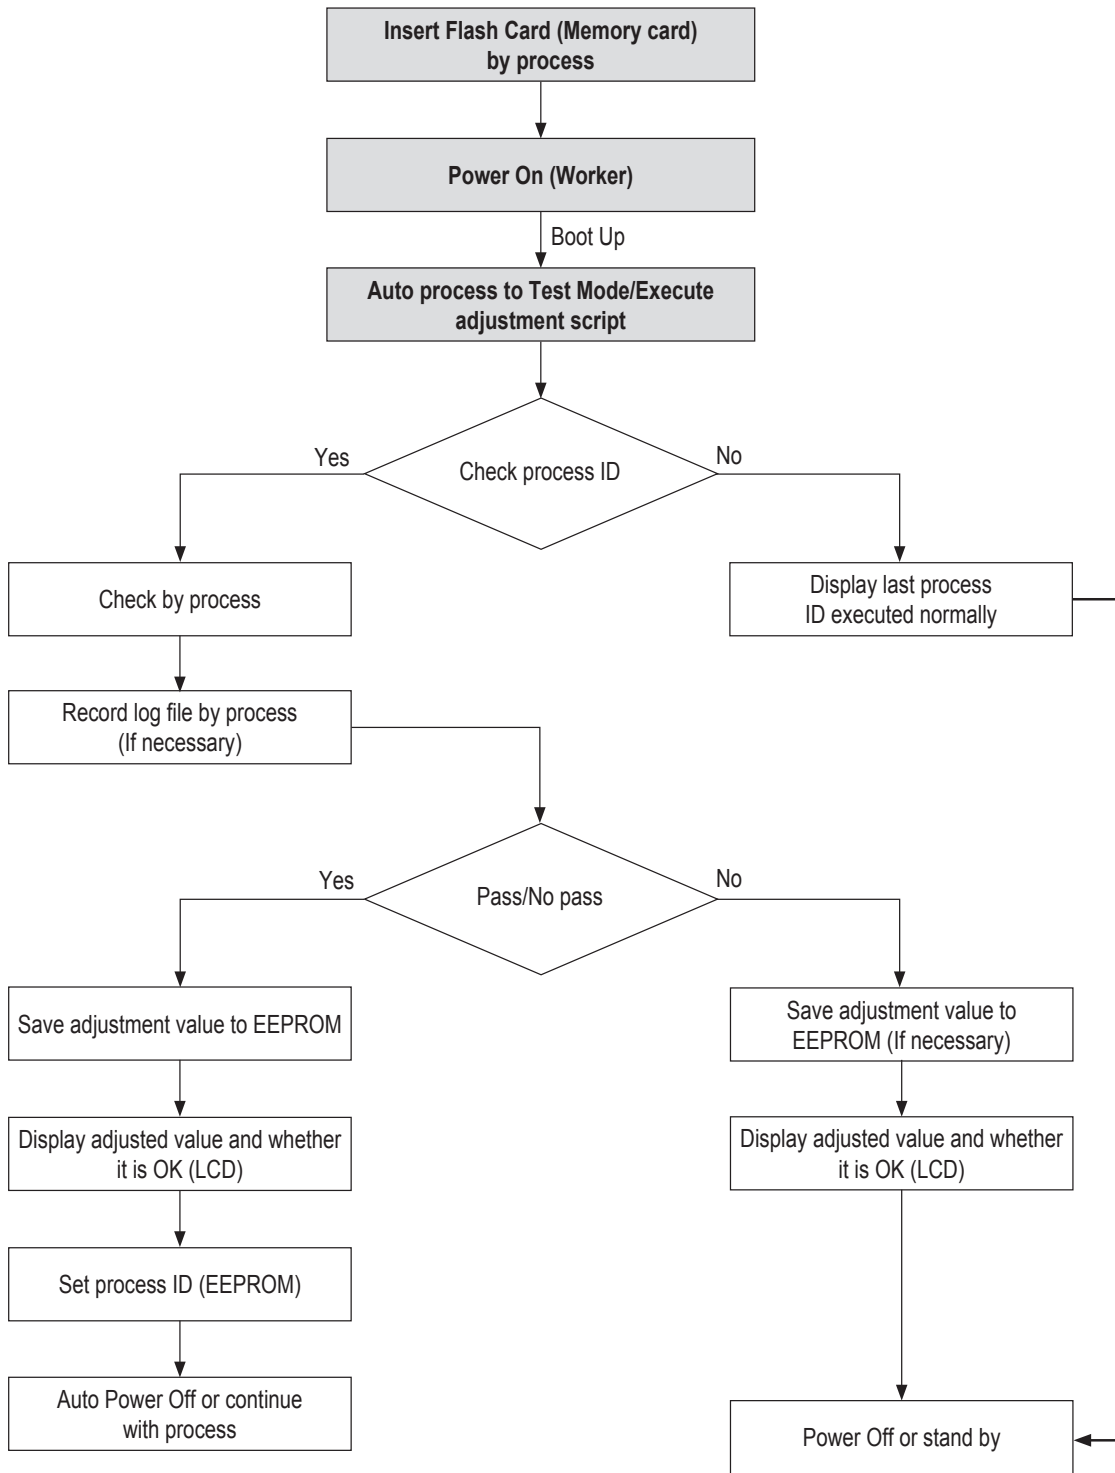 Insert Flash Card (Memory card)
by process
Power On (Worker)
Boot Up
Auto process to Test Mode/Execute
adjustment script
Yes
Check process ID
No
Check by process
Display last process
ID executed normally
Record log file by process
(If necessary)
Yes
Pass/No pass
No
Save adjustment value to EEPROM
Save adjustment value to
EEPROM (If necessary)
Display adjusted value and whether
it is OK (LCD)
Display adjusted value and whether
it is OK (LCD)
Set process ID (EEPROM)
Auto Power Off or continue
with process
Power Off or stand by